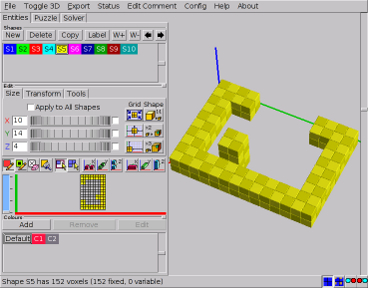 File Toggle 3D Export Status Edit Comment Config Help About
Entities Puzzle Solver
Shapes
New Delete Copy Label W+ W-
S1 S2 S3 S4 S5 S6 S7 S8 S9 S10
Edit
Size Transform Tools
Apply to All Shapes Grid Shape
X 10
Y 14
Z 4
Colours
Add Remove Edit
Default C1 C2
Shape S5 has 152 voxels (152 fixed, 0 variable)